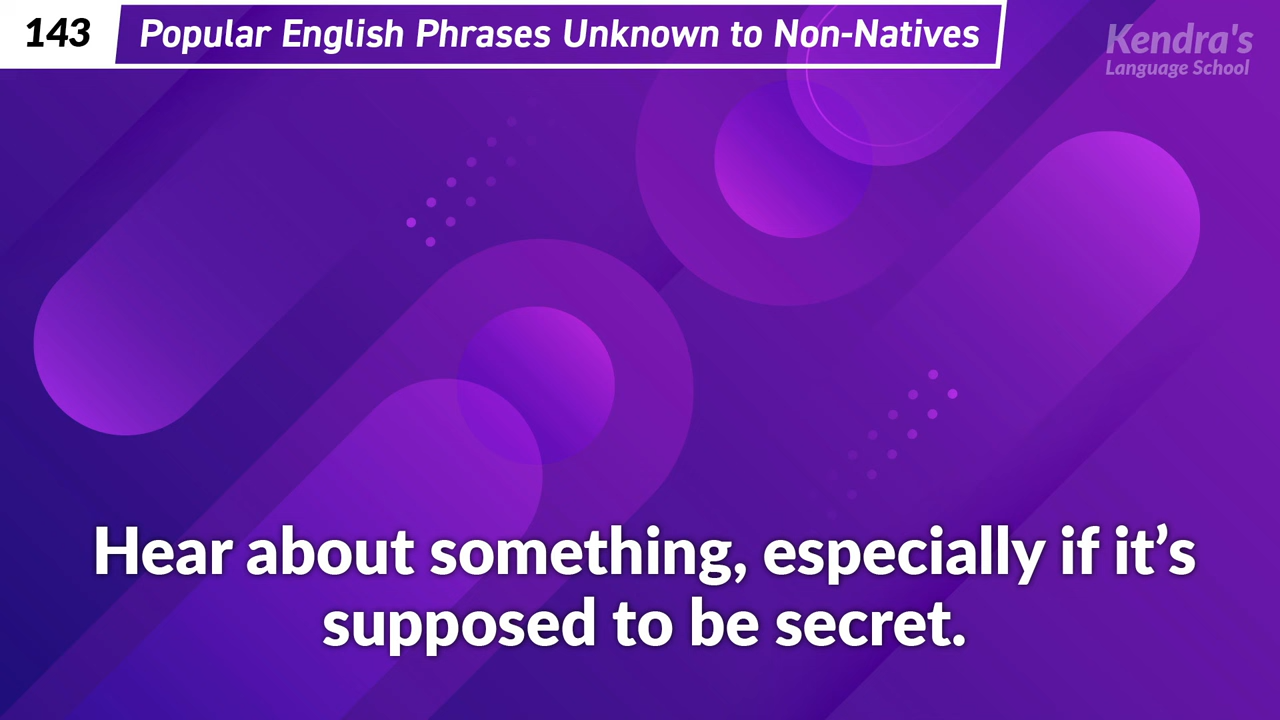 143 Popular English Phrases Unknown to Non-Natives
Kendra's
Language School
Hear about something, especially if it’s
supposed to be secret.